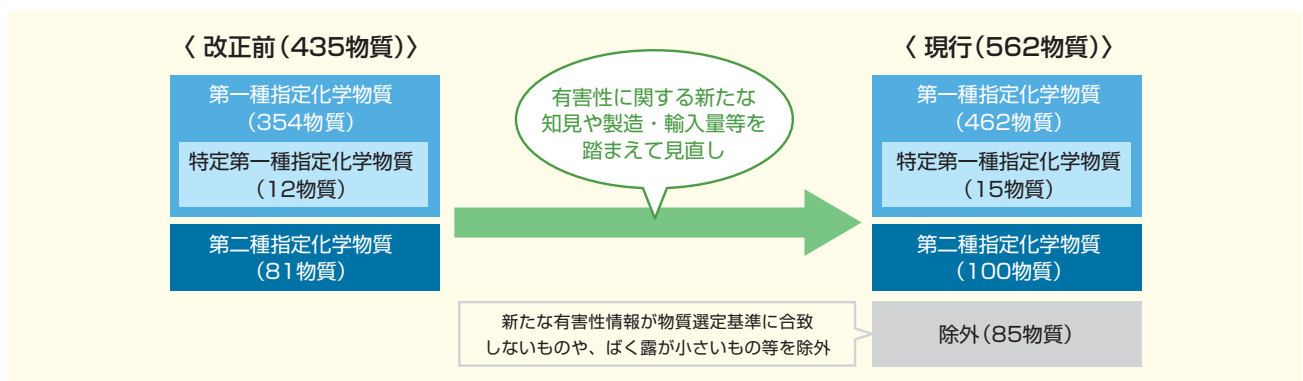 〈 改正前(435物質)〉
第一種指定化学物質
(354物質)
特定第一種指定化学物質
(12物質)
第二種指定化学物質
(81物質)
有害性に関する新たな
知見や製造・輸入量等を
踏まえて見直し
〈 現行(562物質)〉
第一種指定化学物質
(462物質)
特定第一種指定化学物質
(15物質)
第二種指定化学物質
(100物質)
新たな有害性情報が物質選定基準に合致
しないものや、ばく露が小さいもの等を除外
除外(85物質)